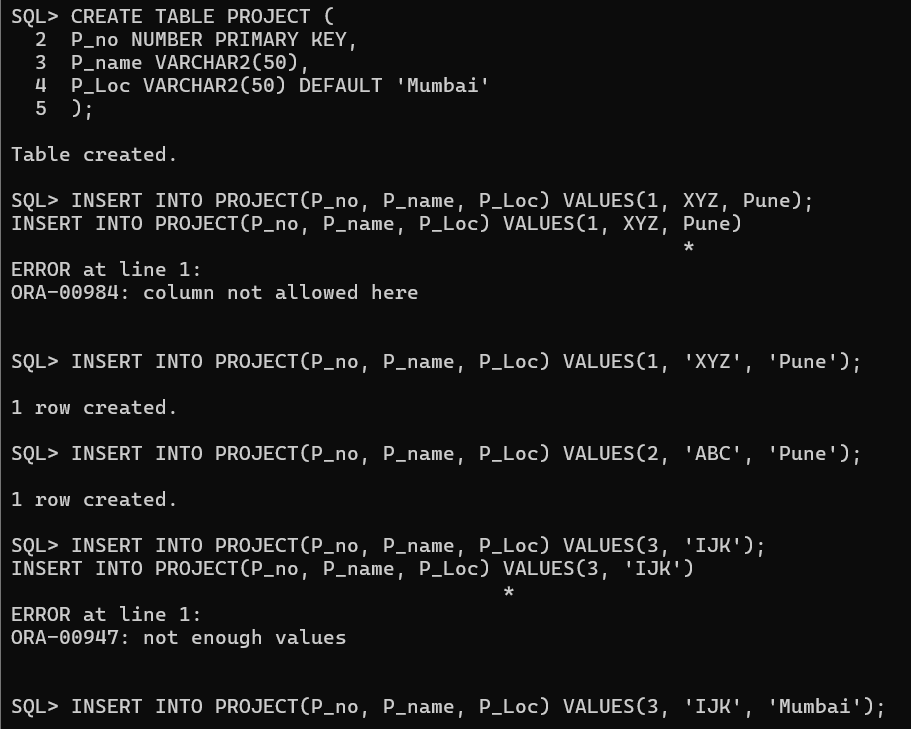 SQL> CREATE TABLE PROJECT (
  2  P_no NUMBER PRIMARY KEY,
  3  P_name VARCHAR2(50),
  4  P_Loc VARCHAR2(50) DEFAULT 'Mumbai'
  5  );
Table created.
SQL> INSERT INTO PROJECT(P_no, P_name, P_Loc) VALUES(1, XYZ, Pune);
INSERT INTO PROJECT(P_no, P_name, P_Loc) VALUES(1, XYZ, Pune)
                                                        *
ERROR at line 1:
ORA-00984: column not allowed here
SQL> INSERT INTO PROJECT(P_no, P_name, P_Loc) VALUES(1, 'XYZ', 'Pune');
1 row created.
SQL> INSERT INTO PROJECT(P_no, P_name, P_Loc) VALUES(2, 'ABC', 'Pune');
1 row created.
SQL> INSERT INTO PROJECT(P_no, P_name, P_Loc) VALUES(3, 'IJK');
INSERT INTO PROJECT(P_no, P_name, P_Loc) VALUES(3, 'IJK')
                                         *
ERROR at line 1:
ORA-00947: not enough values
SQL> INSERT INTO PROJECT(P_no, P_name, P_Loc) VALUES(3, 'IJK', 'Mumbai');